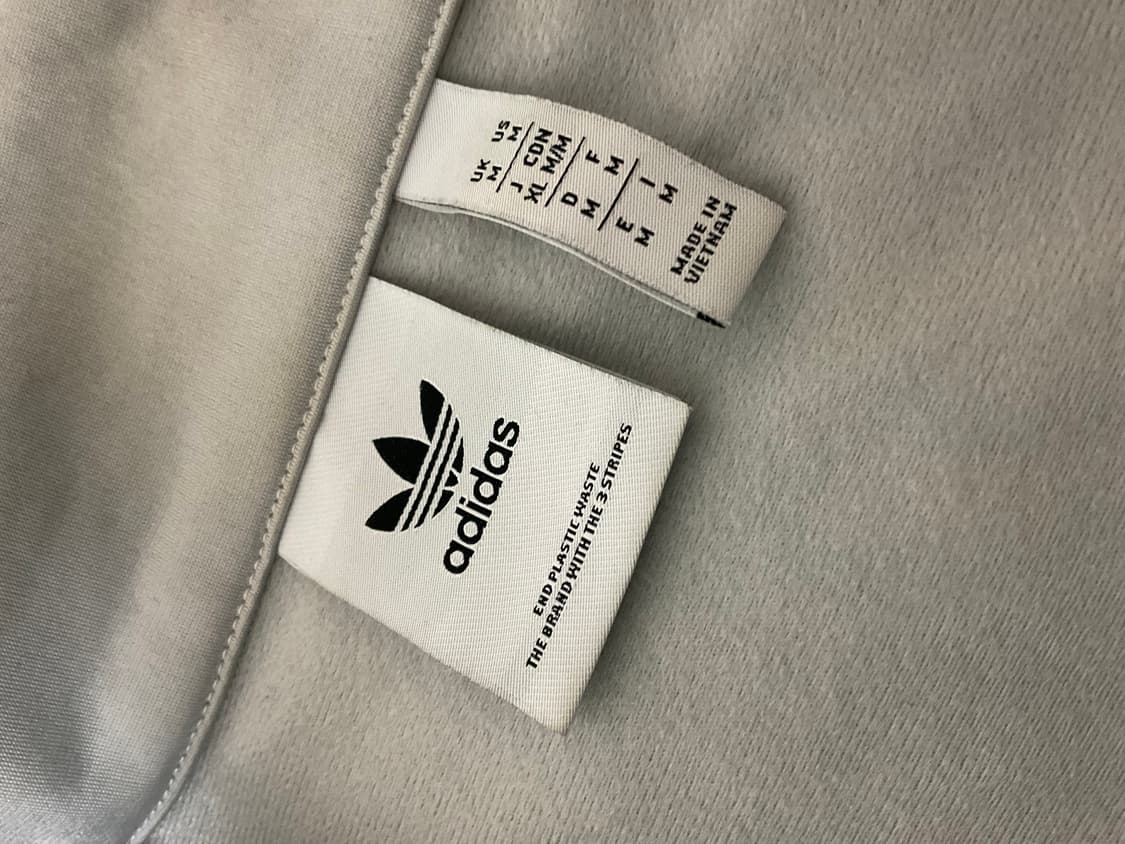 UK US
M M
J CDN
XL M/M
D F
M M
E I
M M
MADE IN
VIETNAM
adidas
END PLASTIC WASTE
THE BRAND WITH THE 3 STRIPES